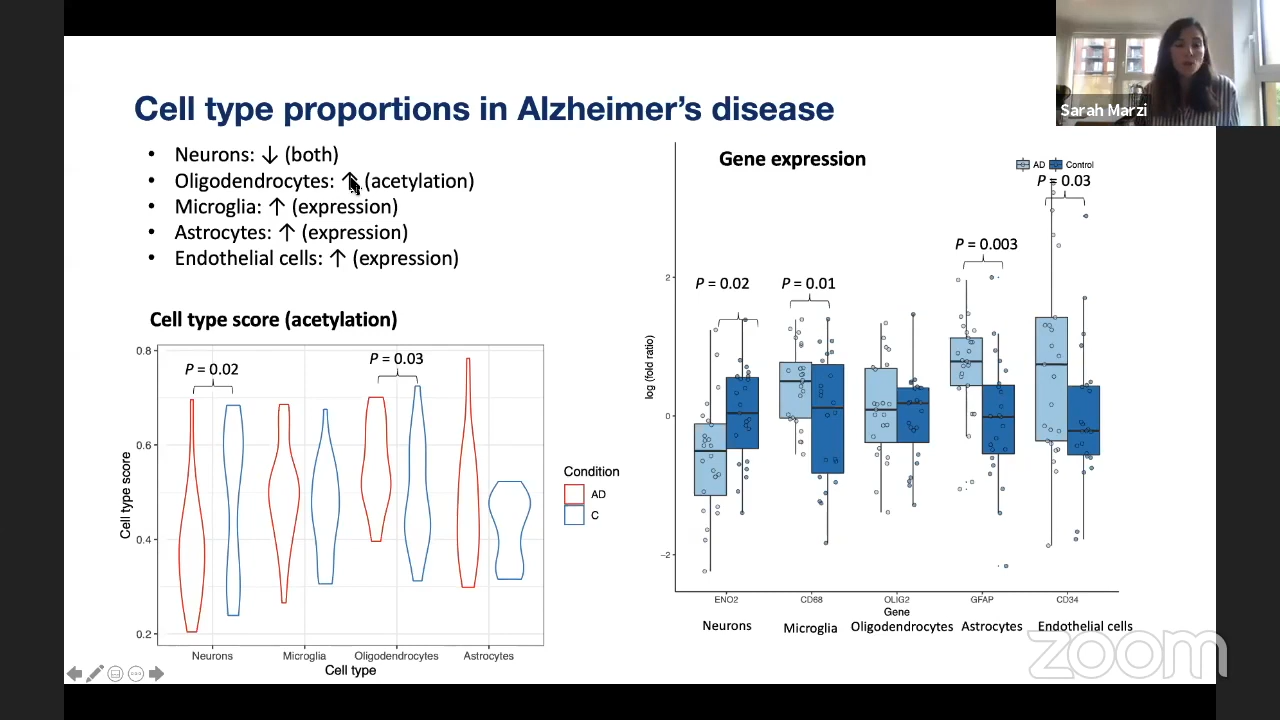 Sarah Marzi
Cell type proportions in Alzheimer's disease
• Neurons: ↓ (both)
• Oligodendrocytes: ↑ (acetylation)
• Microglia: ↑ (expression)
• Astrocytes: ↑ (expression)
• Endothelial cells: ↑ (expression)
Cell type score (acetylation)
P = 0.02
P = 0.03
0.8
0.6
0.4
0.2
Cell type score
Neurons
Microglia
Oligodendrocytes
Astrocytes
Cell type
Condition
AD
C
Gene expression
AD
Control
P = 0.02
P = 0.01
P = 0.003
P = 0.03
2
0
−2
log (fold ratio)
ENO2
CD68
OLIG2
GFAP
CD34
Gene
Neurons
Microglia
Oligodendrocytes
Astrocytes
Endothelial cells
zoom